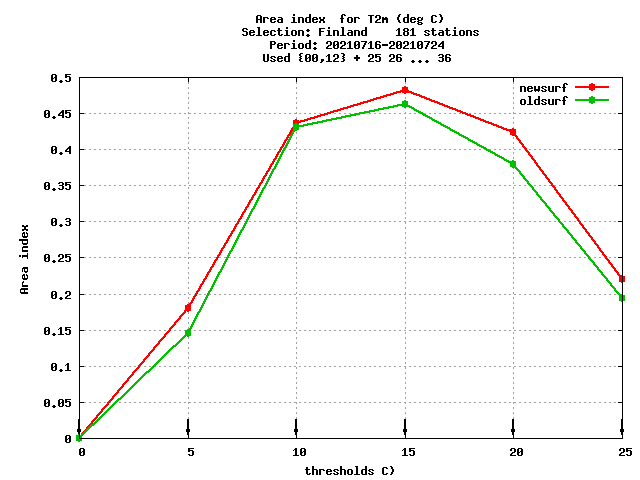 Area index  for T2m (deg C)
Selection: Finland    181 stations
Period: 20210716-20210724
Used {00,12} + 25 26 ... 36
newsurf
oldsurf
0.5
0.45
0.4
0.35
0.3
0.25
0.2
0.15
0.1
0.05
0
Area index
0 5 10 15 20 25
thresholds C)